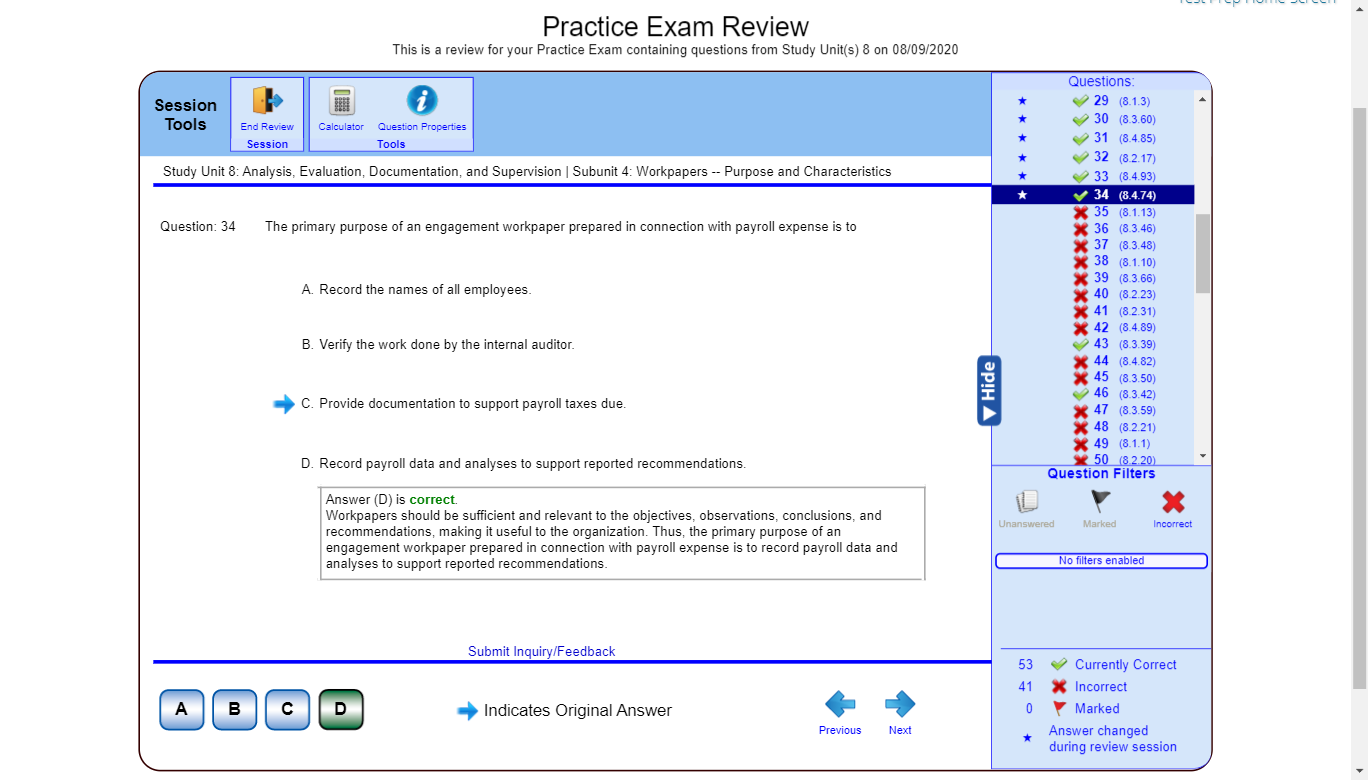 Test Prep Home Screen
Practice Exam Review
This is a review for your Practice Exam containing questions from Study Unit(s) 8 on 08/09/2020
Session
Tools
End Review
Session
Calculator
Question Properties
Tools
Study Unit 8: Analysis, Evaluation, Documentation, and Supervision | Subunit 4: Workpapers -- Purpose and Characteristics
Question: 34
The primary purpose of an engagement workpaper prepared in connection with payroll expense is to
A. Record the names of all employees.
B. Verify the work done by the internal auditor.
C. Provide documentation to support payroll taxes due.
D. Record payroll data and analyses to support reported recommendations.
Answer (D) is correct.
Workpapers should be sufficient and relevant to the objectives, observations, conclusions, and
recommendations, making it useful to the organization. Thus, the primary purpose of an
engagement workpaper prepared in connection with payroll expense is to record payroll data and
analyses to support reported recommendations.
Submit Inquiry/Feedback
A
B
C
D
Indicates Original Answer
Previous
Next
Hide
Questions:
29 (8.1.3)
30 (8.3.60)
31 (8.4.85)
32 (8.2.17)
33 (8.4.93)
34 (8.4.74)
35 (8.1.13)
36 (8.3.46)
37 (8.3.48)
38 (8.1.10)
39 (8.3.66)
40 (8.2.23)
41 (8.2.31)
42 (8.4.89)
43 (8.3.39)
44 (8.4.82)
45 (8.3.50)
46 (8.3.42)
47 (8.3.59)
48 (8.2.21)
49 (8.1.1)
50 (8.2.20)
Question Filters
Unanswered
Marked
Incorrect
No filters enabled
53 Currently Correct
41 Incorrect
0 Marked
Answer changed
during review session